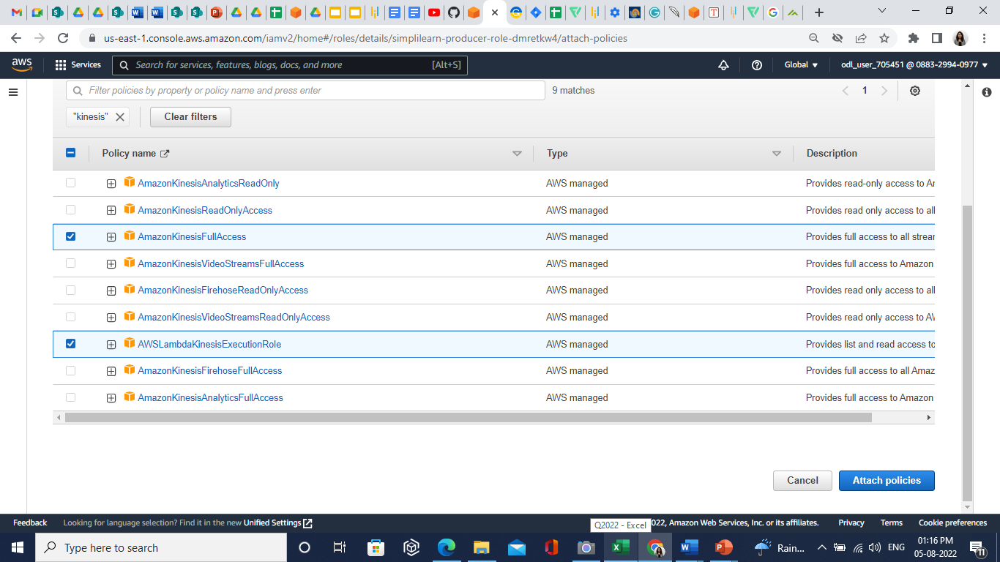 us-east-1.console.aws.amazon.com/iamv2/home#/roles/details/simplilearn-producer-role-dmretkw4/attach-policies
aws
Services
Search for services, features, blogs, docs, and more
[Alt+S]
Global
odl_user_705451 @ 0883-2994-0977
Filter policies by property or policy name and press enter
9 matches
1
"kinesis"
Clear filters
Policy name
Type
Description
AmazonKinesisAnalyticsReadOnly AWS managed Provides read-only access to Ar
AmazonKinesisReadOnlyAccess AWS managed Provides read only access to all
AmazonKinesisFullAccess AWS managed Provides full access to all strear
AmazonKinesisVideoStreamsFullAccess AWS managed Provides full access to Amazon
AmazonKinesisFirehoseReadOnlyAccess AWS managed Provides read only access to all
AmazonKinesisVideoStreamsReadOnlyAccess AWS managed Provides read only access to AW
AWSLambdaKinesisExecutionRole AWS managed Provides list and read access to
AmazonKinesisFirehoseFullAccess AWS managed Provides full access to all Amaz
AmazonKinesisAnalyticsFullAccess AWS managed Provides full access to Amazon
Cancel
Attach policies
Feedback
Looking for language selection? Find it in the new Unified Settings
Q2022 - Excel
022, Amazon Web Services, Inc. or its affiliates.
Privacy
Terms
Cookie preferences
Type here to search
Rain...
ENG
01:16 PM
05-08-2022
11